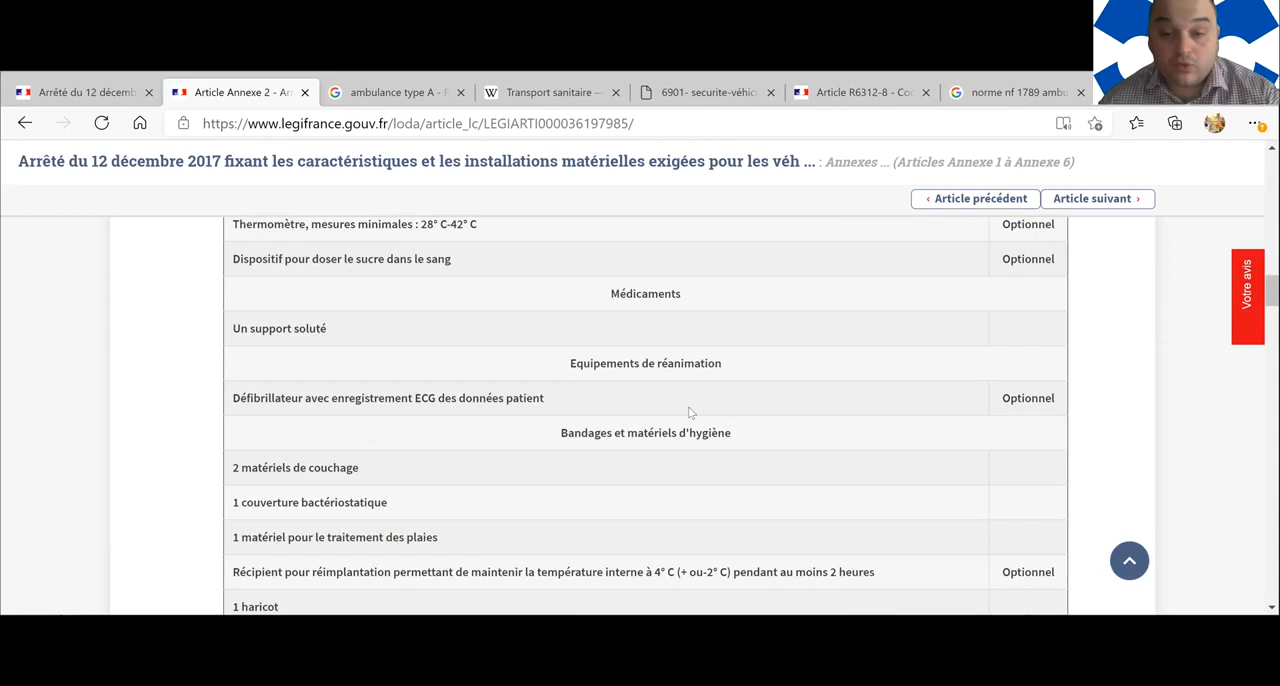 Arrêté du 12 décemb
Article Annexe 2 - Arr
ambulance type A - R
Transport sanitaire —
6901- securite-véhic
Article R6312-8 - Co
norme nf 1789 ambu
https://www.legifrance.gouv.fr/loda/article_lc/LEGIARTI000036197985/
Arrêté du 12 décembre 2017 fixant les caractéristiques et les installations matérielles exigées pour les véh ... : Annexes ... (Articles Annexe 1 à Annexe 6)
‹ Article précédent
Article suivant ›
Thermomètre, mesures minimales : 28° C-42° C Optionnel
Dispositif pour doser le sucre dans le sang Optionnel
Médicaments
Un support soluté
Equipements de réanimation
Défibrillateur avec enregistrement ECG des données patient Optionnel
Bandages et matériels d'hygiène
2 matériels de couchage
1 couverture bactériostatique
1 matériel pour le traitement des plaies
Récipient pour réimplantation permettent de maintenir la température interne à 4° C (+ ou-2° C) pendant au moins 2 heures Optionnel
1 haricot
Votre avis